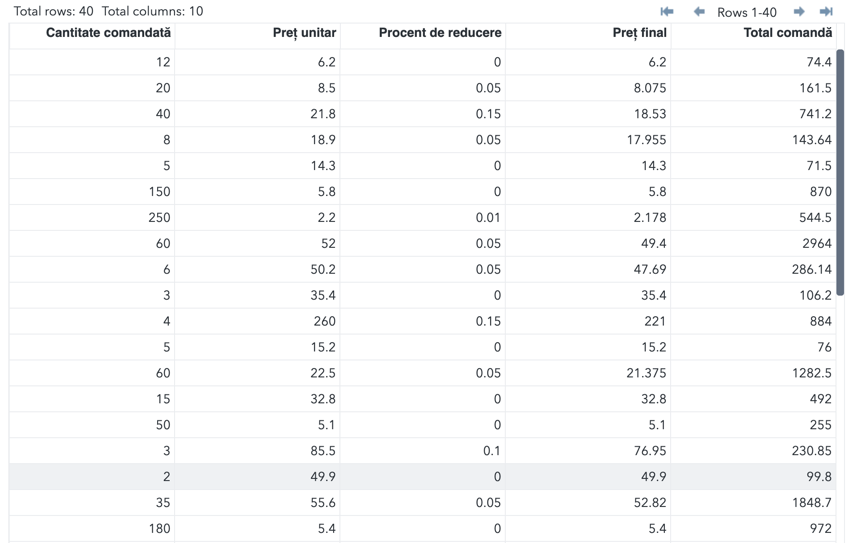 Total rows: 40 Total columns: 10 Rows 1-40
Cantitate comandată Preț unitar Procent de reducere Preț final Total comandă
12 6.2 0 6.2 74.4
20 8.5 0.05 8.075 161.5
40 21.8 0.15 18.53 741.2
8 18.9 0.05 17.955 143.64
5 14.3 0 14.3 71.5
150 5.8 0 5.8 870
250 2.2 0.01 2.178 544.5
60 52 0.05 49.4 2964
6 50.2 0.05 47.69 286.14
3 35.4 0 35.4 106.2
4 260 0.15 221 884
5 15.2 0 15.2 76
60 22.5 0.05 21.375 1282.5
15 32.8 0 32.8 492
50 5.1 0 5.1 255
3 85.5 0.1 76.95 230.85
2 49.9 0 49.9 99.8
35 55.6 0.05 52.82 1848.7
180 5.4 0 5.4 972